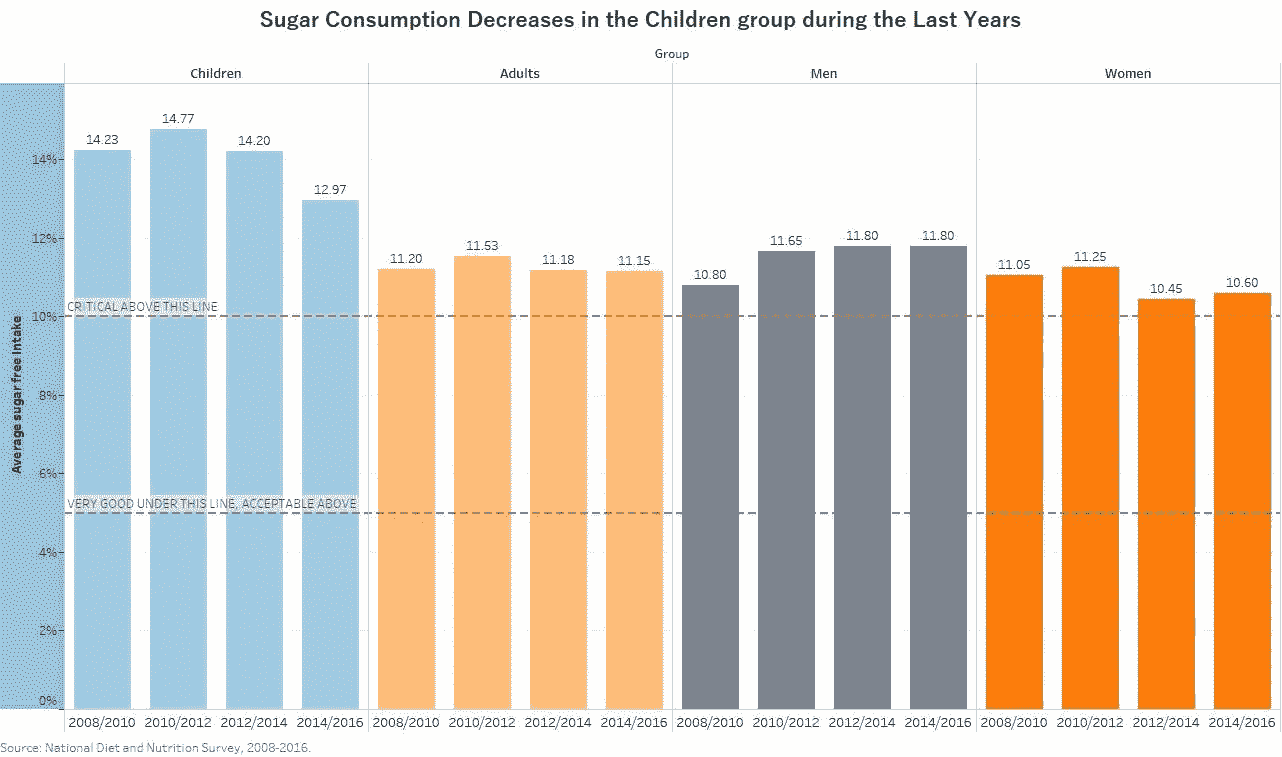 Sugar Consumption Decreases in the Children group during the Last Years
Group
Children Adults Men Women
14.23 14.77 14.20 12.97 11.20 11.53 11.18 11.15 10.80 11.65 11.80 11.80 11.05 11.25 10.45 10.60
14%
12%
CRITICAL ABOVE THIS LINE
10%
8%
Average sugar free Intake
6%
VERY GOOD UNDER THIS LINE, ACCEPTABLE ABOVE
4%
2%
0%
2008/2010 2010/2012 2012/2014 2014/2016 2008/2010 2010/2012 2012/2014 2014/2016 2008/2010 2010/2012 2012/2014 2014/2016 2008/2010 2010/2012 2012/2014 2014/2016
Source: National Diet and Nutrition Survey, 2008-2016.